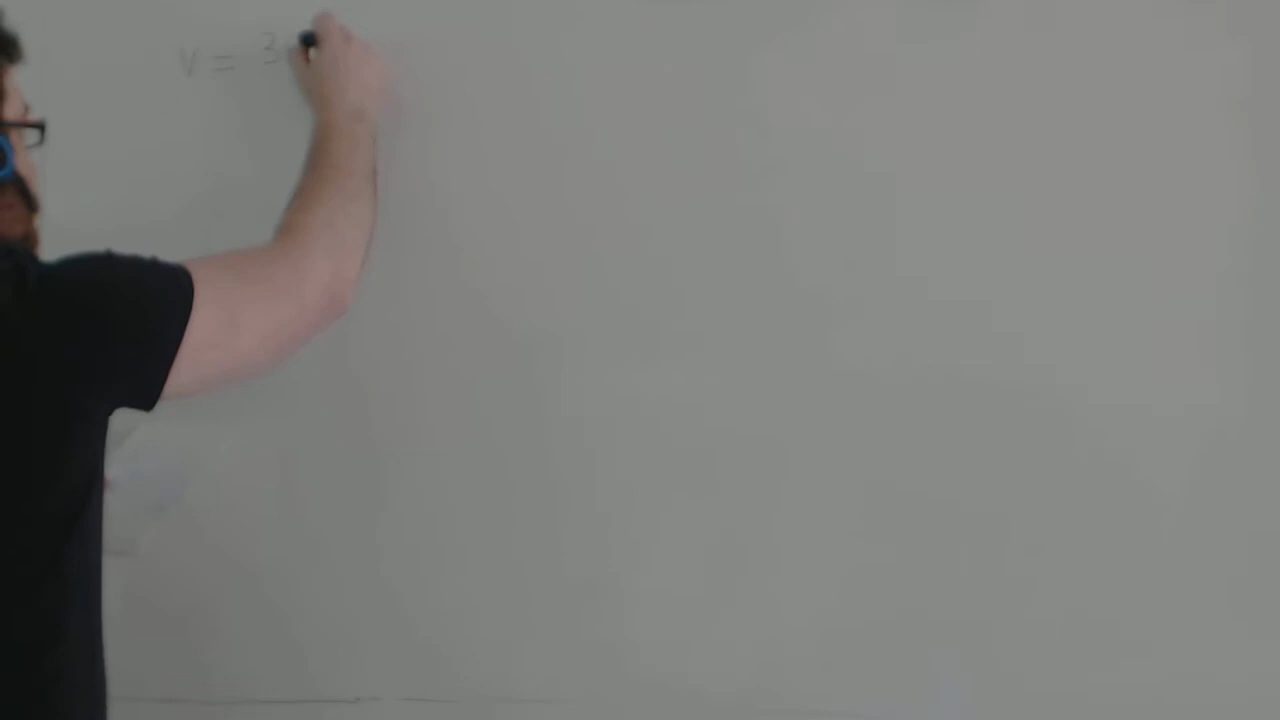 v = 3